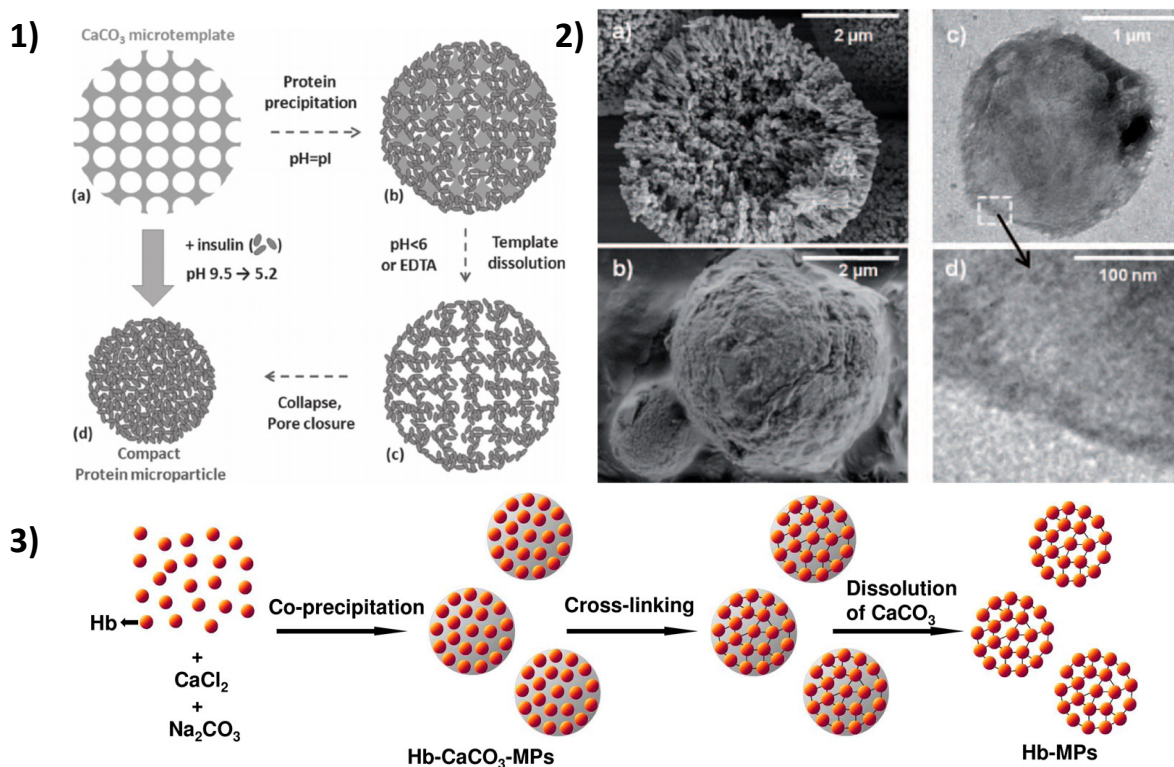 1)
CaCO₃ microtemplate
Protein
precipitation
pH=pI
(a)
(b)
+ insulin (
)
pH 9.5 → 5.2
pH<6
or EDTA
Template
dissolution
Collapse,
Pore closure
(d)
Compact
Protein microparticle
(c)
2)
a)
2 µm
c)
1 µm
b)
2 µm
d)
100 nm
3)
Hb
+
CaCl₂
+
Na₂CO₃
Co-precipitation
Hb-CaCO₃-MPs
Cross-linking
Dissolution
of CaCO₃
Hb-MPs